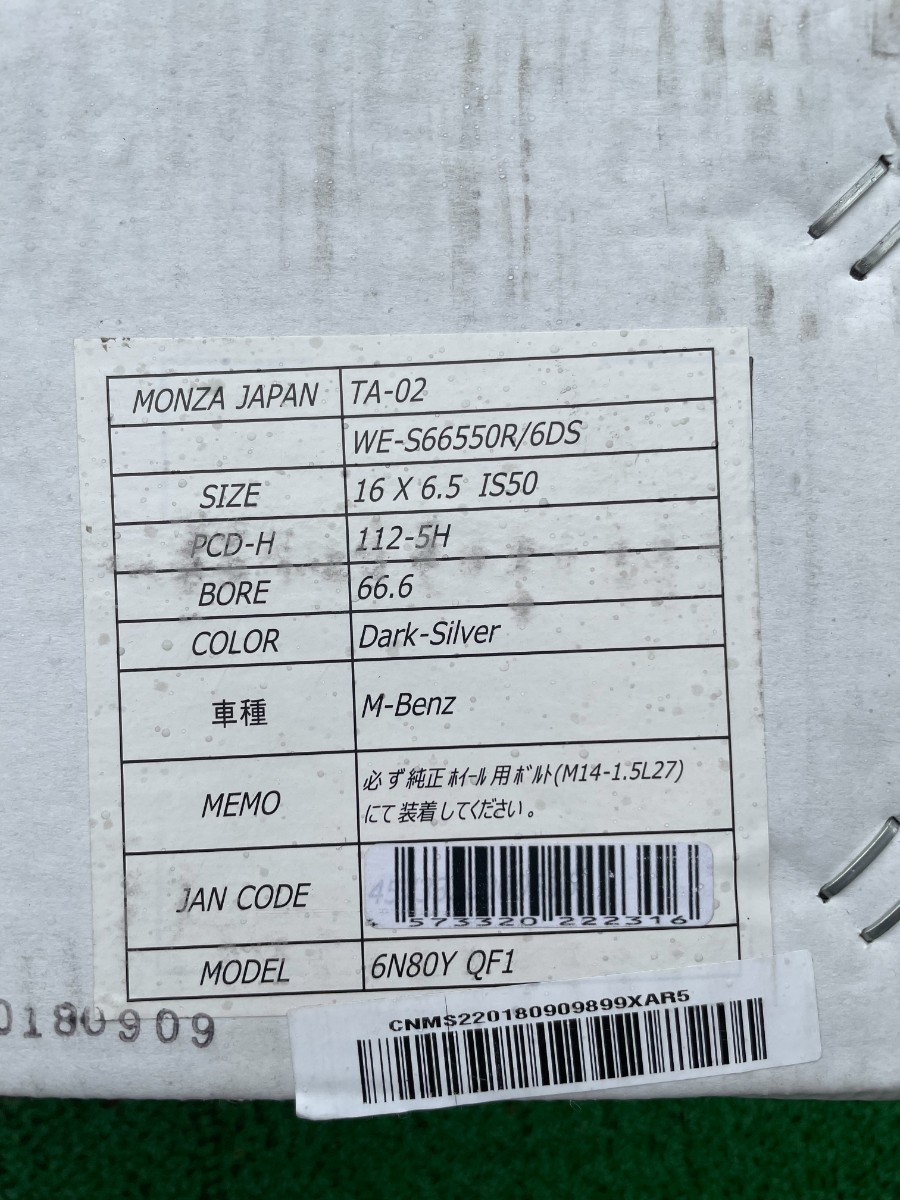 MONZA JAPAN TA-02
WE-S66550R/6DS
SIZE 16 X 6.5 IS50
PCD-H 112-5H
BORE 66.6
COLOR Dark-Silver
車種 M-Benz
MEMO 必ず純正ﾎｲｰﾙ用ﾎﾞﾙﾄ(M14-1.5L27)
にて装着してください。
JAN CODE 4 573320 222316
MODEL 6N80Y QF1
CNMS220180909899XAR5
0180909